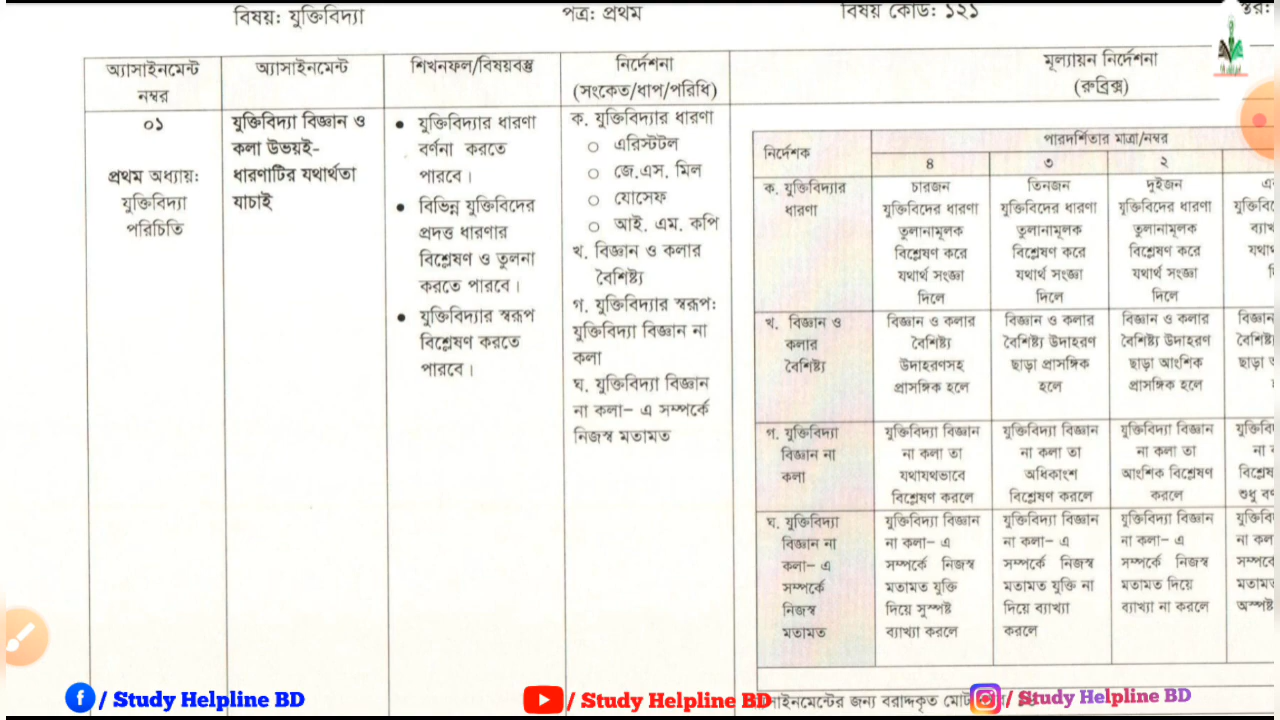 বিষয়: যুক্তিবিদ্যা
পত্র: প্রথম
বিষয় কোড: ১২১
স্তর:
অ্যাসাইনমেন্ট
নম্বর
অ্যাসাইনমেন্ট
শিখনফল/বিষয়বস্তু
নির্দেশনা
(সংকেত/ধাপ/পরিধি)
মূল্যায়ন নির্দেশনা
(রুব্রিক্স)
০১
প্রথম অধ্যায়:
যুক্তিবিদ্যা
পরিচিতি
যুক্তিবিদ্যা বিজ্ঞান ও
কলা উভয়ই-
ধারণাটির যথার্থতা
যাচাই
• যুক্তিবিদ্যার ধারণা
বর্ণনা করতে
পারবে।
• বিভিন্ন যুক্তিবিদের
প্রদত্ত ধারণার
বিশ্লেষণ ও তুলনা
করতে পারবে।
• যুক্তিবিদ্যার স্বরূপ
বিশ্লেষণ করতে
পারবে।
ক. যুক্তিবিদ্যার ধারণা
○ এরিস্টটল
○ জে.এস. মিল
○ যোসেফ
○ আই. এম. কপি
খ. বিজ্ঞান ও কলার
বৈশিষ্ট্য
গ. যুক্তিবিদ্যার স্বরূপ:
যুক্তিবিদ্যা বিজ্ঞান না
কলা
ঘ. যুক্তিবিদ্যা বিজ্ঞান
না কলা– এ সম্পর্কে
নিজস্ব মতামত
নির্দেশক
পারদর্শিতার মাত্রা/নম্বর
৪
৩
২
ক. যুক্তিবিদ্যার
ধারণা
চারজন
যুক্তিবিদের ধারণা
তুলানামূলক
বিশ্লেষণ করে
যথার্থ সংজ্ঞা
দিলে
তিনজন
যুক্তিবিদের ধারণা
তুলানামূলক
বিশ্লেষণ করে
যথার্থ সংজ্ঞা
দিলে
দুইজন
যুক্তিবিদের ধারণা
তুলানামূলক
বিশ্লেষণ করে
যথার্থ সংজ্ঞা
দিলে
খ. বিজ্ঞান ও
কলার
বৈশিষ্ট্য
বিজ্ঞান ও কলার
বৈশিষ্ট্য
উদাহরণসহ
প্রাসঙ্গিক হলে
বিজ্ঞান ও কলার
বৈশিষ্ট্য উদাহরণ
ছাড়া প্রাসঙ্গিক
হলে
বিজ্ঞান ও কলার
বৈশিষ্ট্য উদাহরণ
ছাড়া আংশিক
প্রাসঙ্গিক হলে
বিজ্ঞান
গ. যুক্তিবিদ্যা
বিজ্ঞান না
কলা
যুক্তিবিদ্যা বিজ্ঞান
না কলা তা
যথাযথভাবে
বিশ্লেষণ করলে
যুক্তিবিদ্যা বিজ্ঞান
না কলা তা
অধিকাংশ
বিশ্লেষণ করলে
যুক্তিবিদ্যা বিজ্ঞান
না কলা তা
আংশিক বিশ্লেষণ
করলে
ঘ. যুক্তিবিদ্যা
বিজ্ঞান না
কলা– এ
সম্পর্কে
নিজস্ব
মতামত
যুক্তিবিদ্যা বিজ্ঞান
না কলা– এ
সম্পর্কে নিজস্ব
মতামত যুক্তি
দিয়ে সুস্পষ্ট
ব্যাখ্যা করলে
যুক্তিবিদ্যা বিজ্ঞান
না কলা– এ
সম্পর্কে নিজস্ব
মতামত যুক্তি না
দিয়ে ব্যাখ্যা
করলে
যুক্তিবিদ্যা বিজ্ঞান
না কলা– এ
সম্পর্কে নিজস্ব
মতামত দিয়ে
ব্যাখ্যা না করলে
সাইনমেন্টের জন্য বরাদ্দকৃত মোট
/ Study Helpline BD
/ Study Helpline BD
/ Study Helpline BD